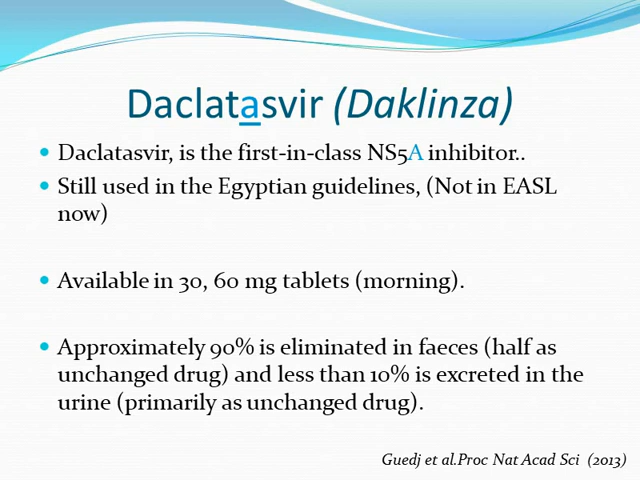 Daclatasvir (Daklinza)
• Daclatasvir, is the first-in-class NS5A inhibitor..
• Still used in the Egyptian guidelines, (Not in EASL
now)
• Available in 30, 60 mg tablets (morning).
• Approximately 90% is eliminated in faeces (half as
unchanged drug) and less than 10% is excreted in the
urine (primarily as unchanged drug).
Guedj et al.Proc Nat Acad Sci (2013)